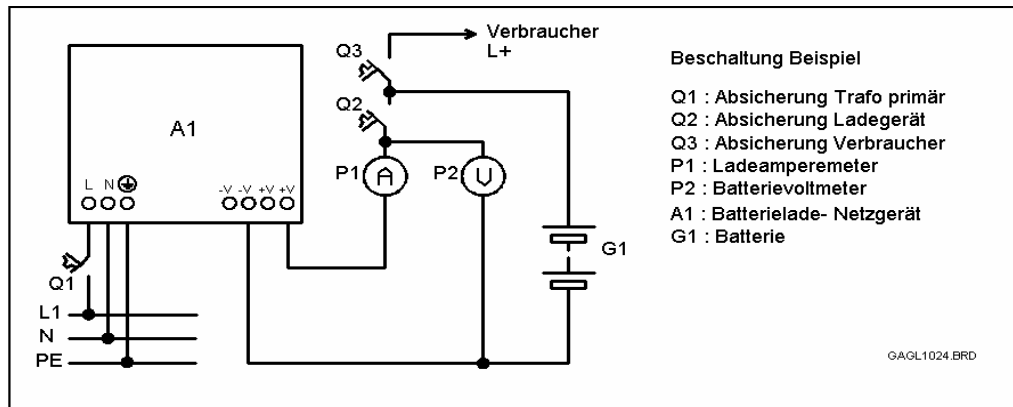 Verbraucher
L+
Q3
Q2
A1
P1
A
P2
V
L N
-V -V +V +V
Q1
L1
N
PE
G1
Beschaltung Beispiel
Q1 : Absicherung Trafo primär
Q2 : Absicherung Ladegerät
Q3 : Absicherung Verbraucher
P1 : Ladeamperemeter
P2 : Batterievoltmeter
A1 : Batterielade- Netzgerät
G1 : Batterie
GAGL1024.BRD